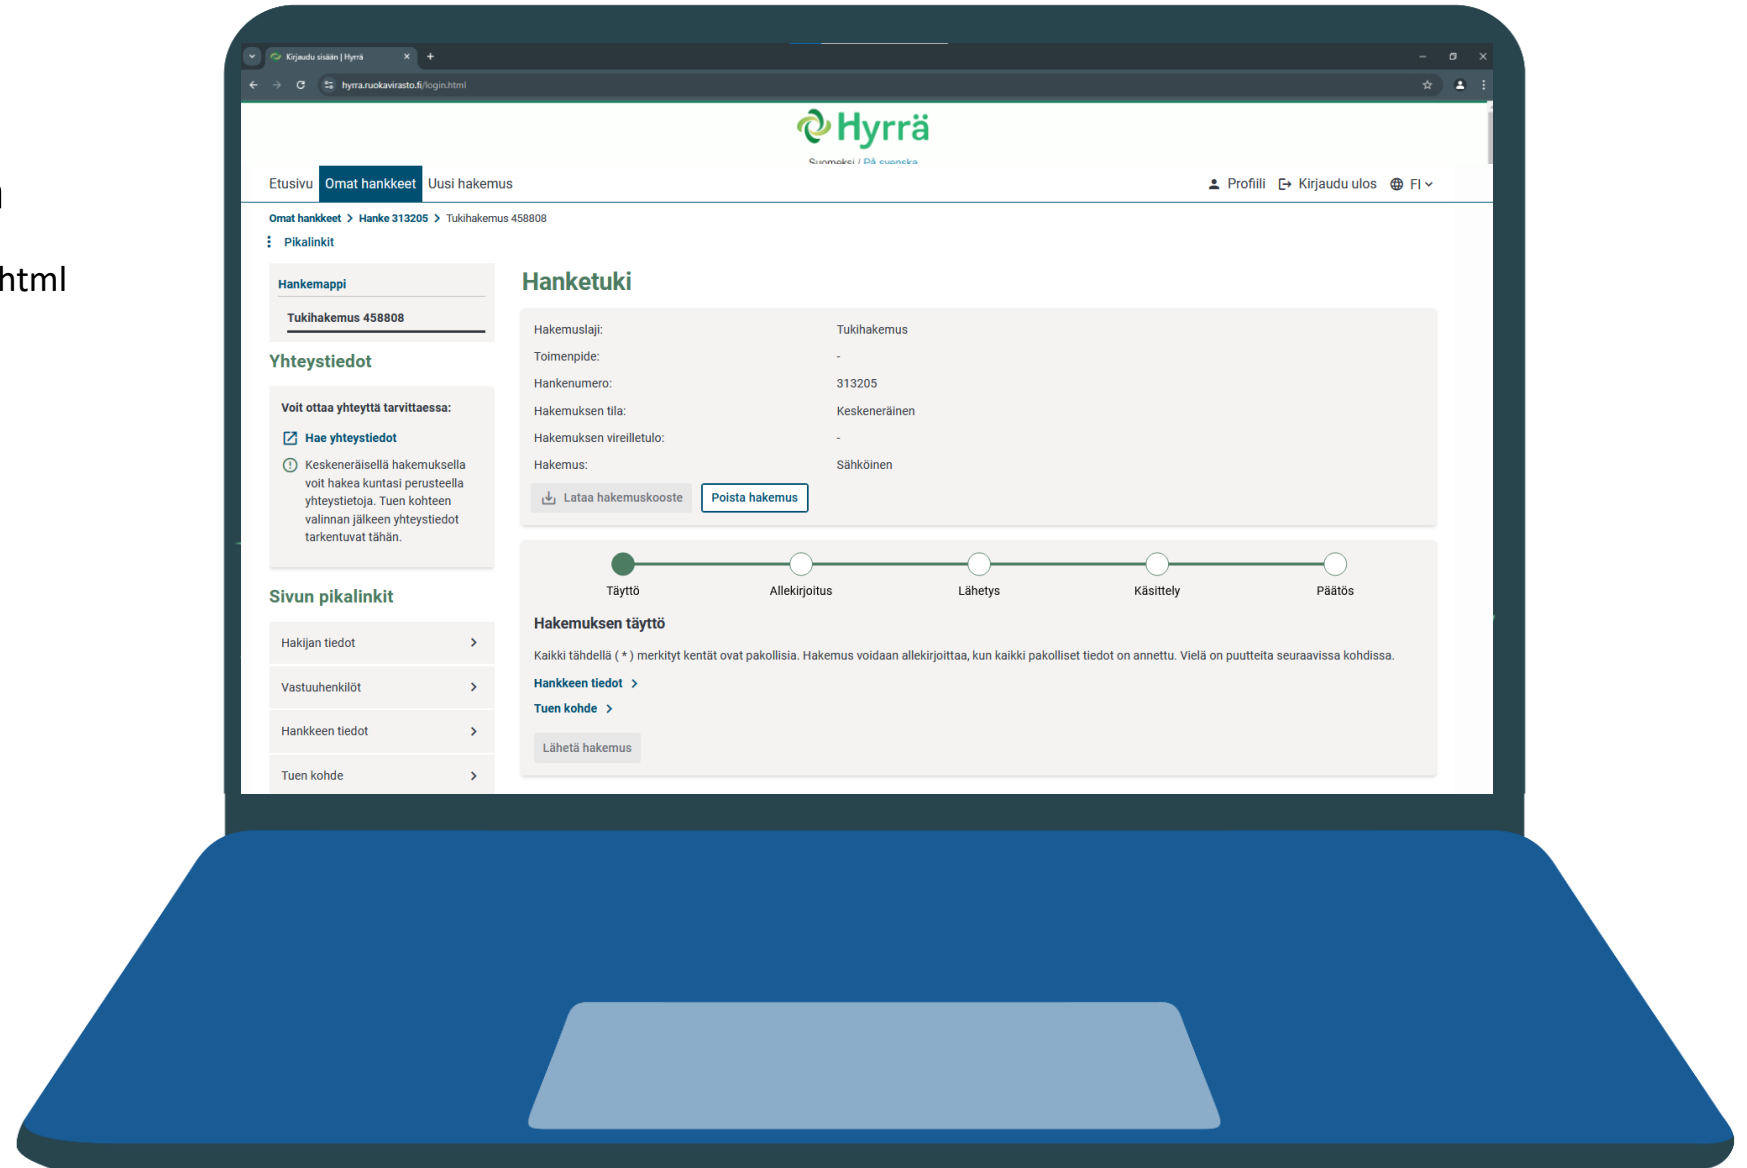 html
Kirjaudu sisään | Hyrrä
hyrra.ruokavirasto.fi/login.html
Hyrrä
Suomeksi / På svenska
Etusivu Omat hankkeet Uusi hakemus Profiili Kirjaudu ulos FI
Omat hankkeet > Hanke 313205 > Tukihakemus 458808
Pikalinkit
Hankemappi
Tukihakemus 458808
Yhteystiedot
Voit ottaa yhteyttä tarvittaessa:
Hae yhteystiedot
Keskeneräisellä hakemuksella
voit hakea kuntasi perusteella
yhteystietoja. Tuen kohteen
valinnan jälkeen yhteystiedot
tarkentuvat tähän.
Sivun pikalinkit
Hakijan tiedot
Vastuuhenkilöt
Hankkeen tiedot
Tuen kohde
Hanketuki
Hakemuslaji: Tukihakemus
Toimenpide: -
Hankenumero: 313205
Hakemuksen tila: Keskeneräinen
Hakemuksen vireilletulo: -
Hakemus: Sähköinen
Lataa hakemuskooste Poista hakemus
Täyttö Allekirjoitus Lähetys Käsittely Päätös
Hakemuksen täyttö
Kaikki tähdellä ( * ) merkityt kentät ovat pakollisia. Hakemus voidaan allekirjoittaa, kun kaikki pakolliset tiedot on annettu. Vielä on puutteita seuraavissa kohdissa.
Hankkeen tiedot >
Tuen kohde >
Lähetä hakemus